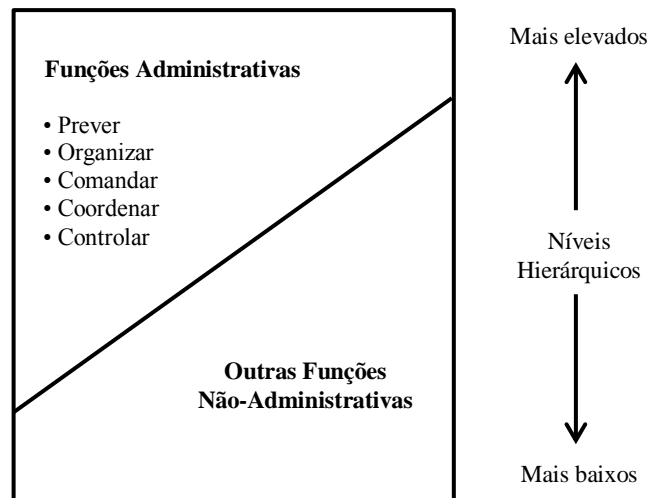 Funções Administrativas
• Prever
• Organizar
• Comandar
• Coordenar
• Controlar
Outras Funções
Não-Administrativas
Mais elevados
Níveis
Hierárquicos
Mais baixos